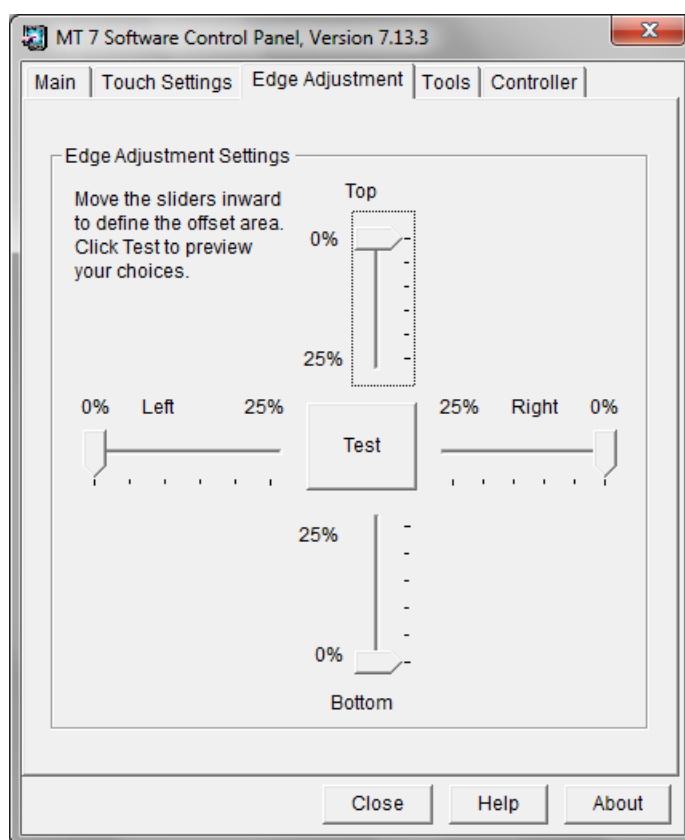 MT 7 Software Control Panel, Version 7.13.3
Main Touch Settings Edge Adjustment Tools Controller
Edge Adjustment Settings
Move the sliders inward
to define the offset area.
Click Test to preview
your choices.
Top
0%
25%
0% Left 25%
Test
25% Right 0%
25%
0%
Bottom
Close Help About